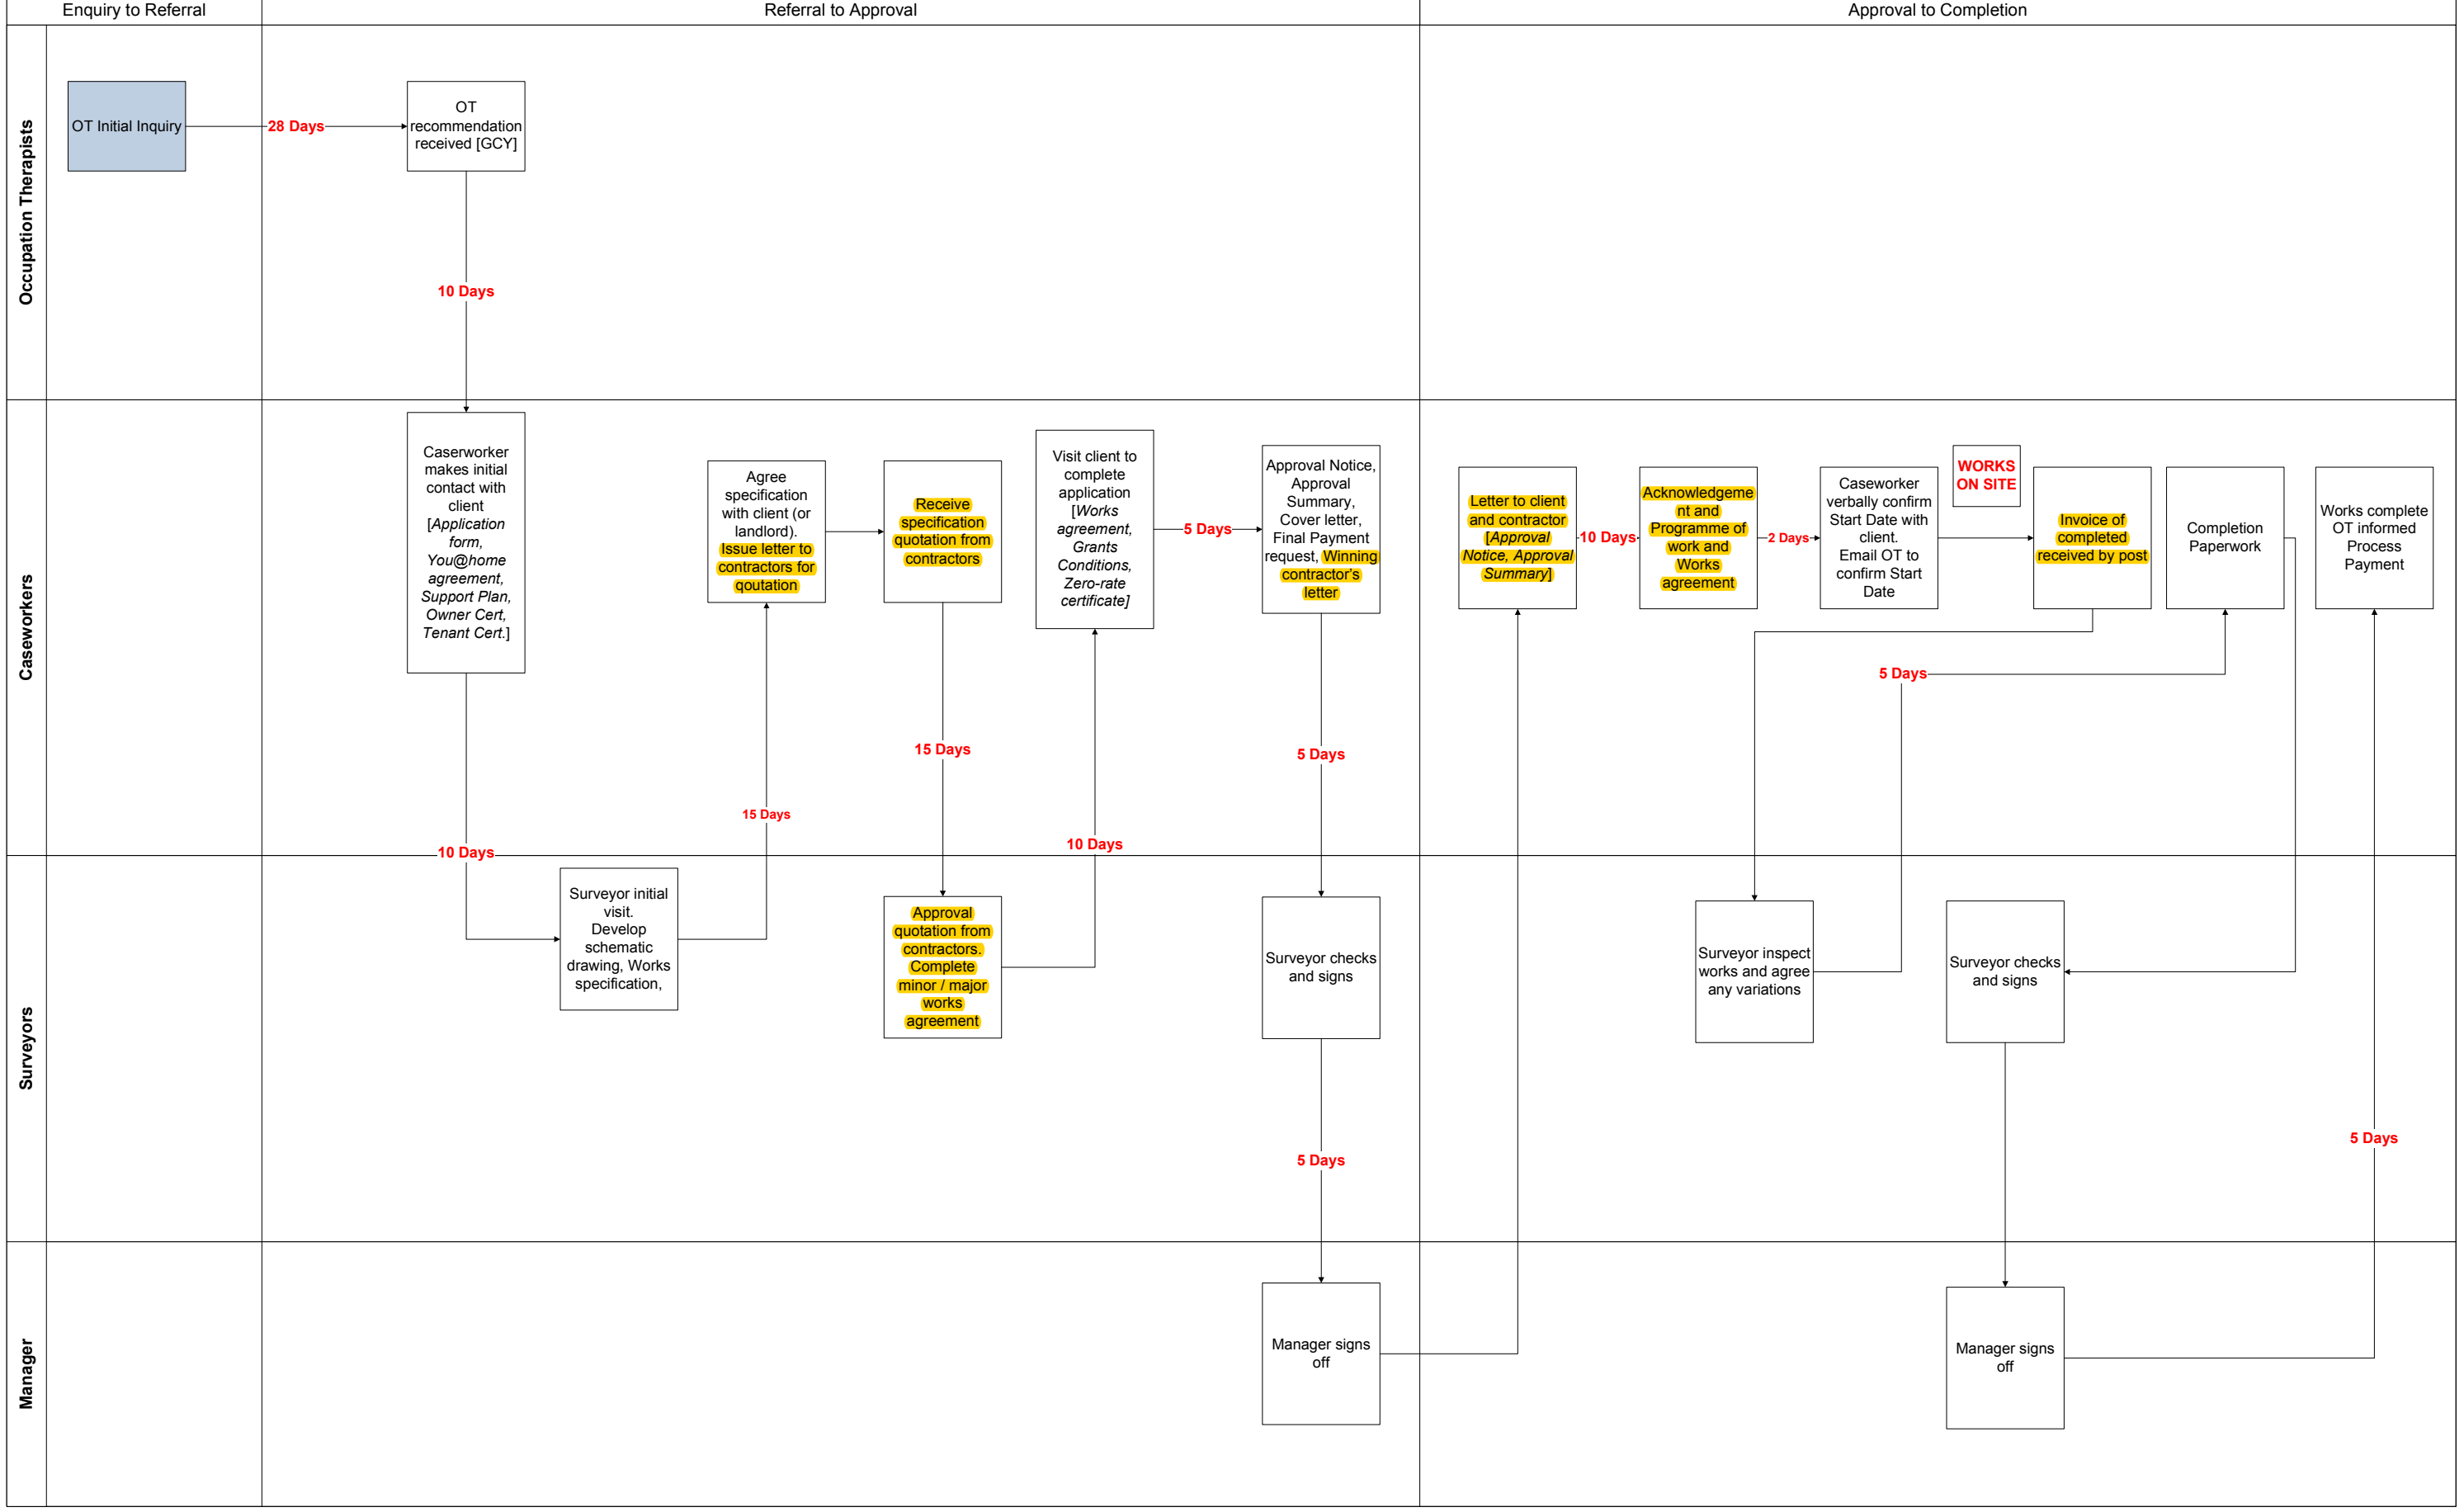 Enquiry to Referral
Referral to Approval
Approval to Completion
Occupation Therapists
OT Initial Inquiry
28 Days
OT
recommendation
received [GCY]
10 Days
Caseworkers
Caserworker
makes initial
contact with
client
[Application
form,
You@home
agreement,
Support Plan,
Owner Cert,
Tenant Cert.]
10 Days
Agree
specification
with client (or
landlord).
Issue letter to
contractors for
qoutation
15 Days
Receive
specification
quotation from
contractors
15 Days
Visit client to
complete
application
[Works
agreement,
Grants
Conditions,
Zero-rate
certificate]
10 Days
5 Days
Approval Notice,
Approval
Summary,
Cover letter,
Final Payment
request, Winning
contractor's
letter
5 Days
Letter to client
and contractor
[Approval
Notice, Approval
Summary]
10 Days
Acknowledgeme
nt and
Programme of
work and
Works
agreement
2 Days
Caseworker
verbally confirm
Start Date with
client.
Email OT to
confirm Start
Date
WORKS
ON SITE
Invoice of
completed
received by post
5 Days
Completion
Paperwork
Works complete
OT informed
Process
Payment
Surveyors
Surveyor initial
visit.
Develop
schematic
drawing, Works
specification,
Approval
quotation from
contractors.
Complete
minor / major
works
agreement
Surveyor checks
and signs
5 Days
Surveyor inspect
works and agree
any variations
Surveyor checks
and signs
5 Days
Manager
Manager signs
off
Manager signs
off